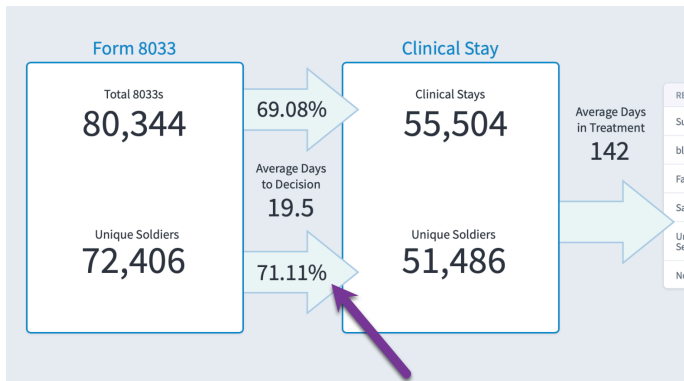 Form 8033
Clinical Stay
Total 8033s
80,344
69.08%
Clinical Stays
55,504
Average Days
in Treatment
142
Average Days
to Decision
19.5
Unique Soldiers
72,406
71.11%
Unique Soldiers
51,486